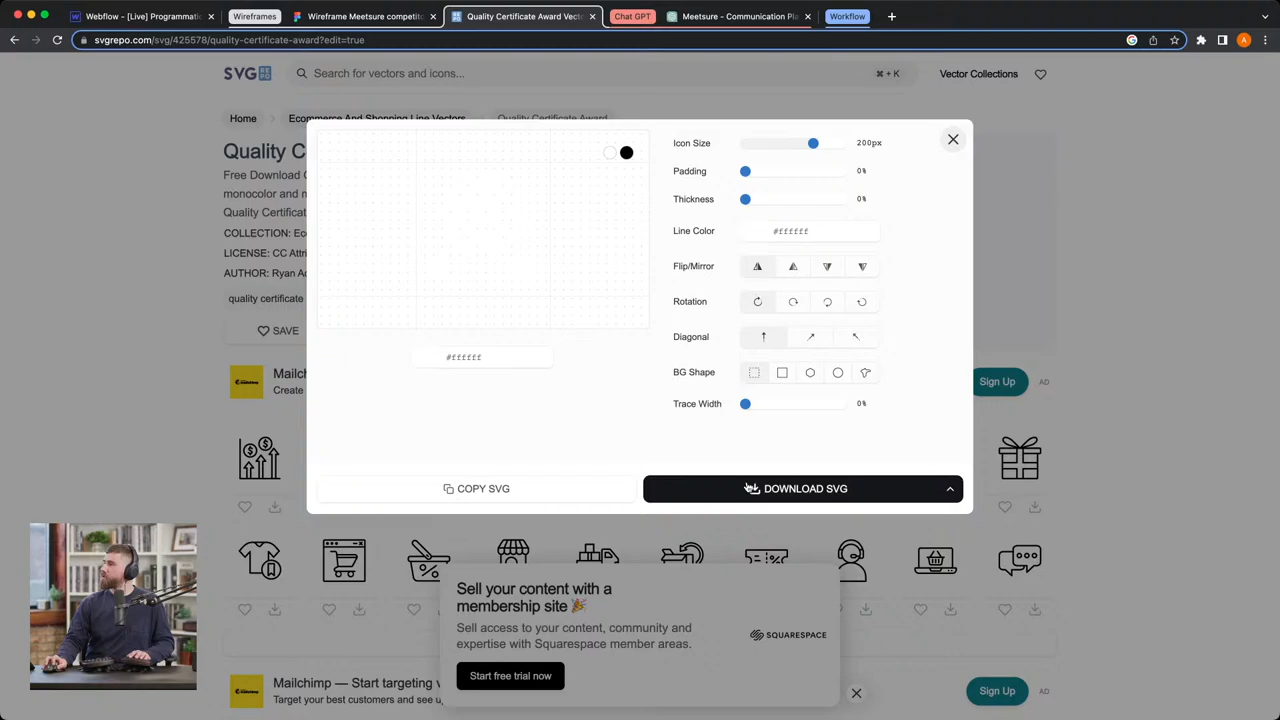 Webflow - [Live] Programmatic
Wireframes
Wireframe Meetsure competito
Quality Certificate Award Vecto
Chat GPT
Meetsure - Communication Pla
Workflow
svgrepo.com/svg/425578/quality-certificate-award?edit=true
A
SVG RE PO
Search for vectors and icons...
⌘ + K
Vector Collections
Home
Ecommerce And Shopping Line Vectors
Quality Certificate Award
Quality C
Free Download
monocolor and m
Quality Certificat
COLLECTION: Ec
LICENSE: CC Attri
AUTHOR: Ryan Ad
quality certificate
SAVE
Icon Size
200px
Padding
0%
Thickness
0%
Line Color
#ffffff
Flip/Mirror
Rotation
Diagonal
BG Shape
Trace Width
0%
#ffffff
COPY SVG
DOWNLOAD SVG
Mailchimp
Create
Sign Up
AD
Sell your content with a
membership site 🎉
Sell access to your content, community and
expertise with Squarespace member areas.
SQUARESPACE
Start free trial now
Mailchimp — Start targeting
Target your best customers and see
Sign Up
AD